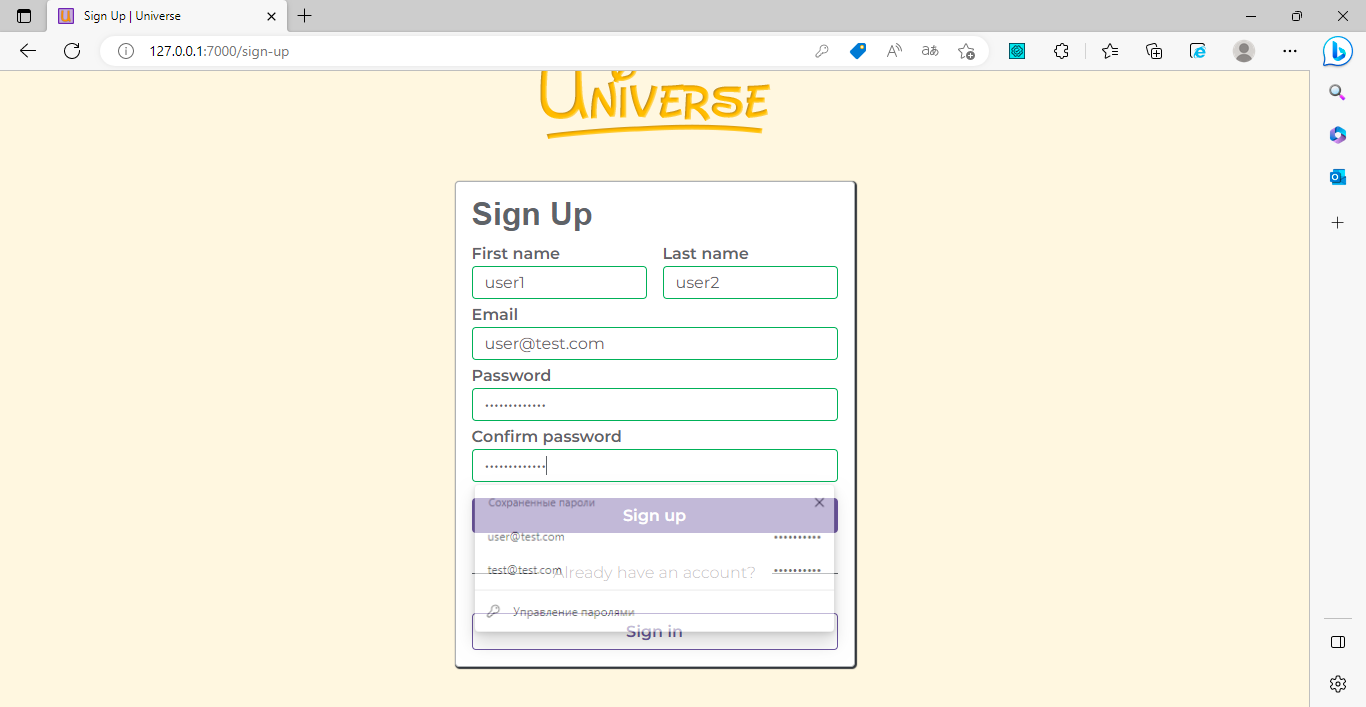 Sign Up | Universe
127.0.0.1:7000/sign-up
UNIVERSE
Sign Up
First name
Last name
user1
user2
Email
user@test.com
Password
•••••••••••••
Confirm password
•••••••••••••
Сохраненные пароли
Sign up
user@test.com ••••••••••
test@test.com ••••••••••
Already have an account?
Управление паролями
Sign in